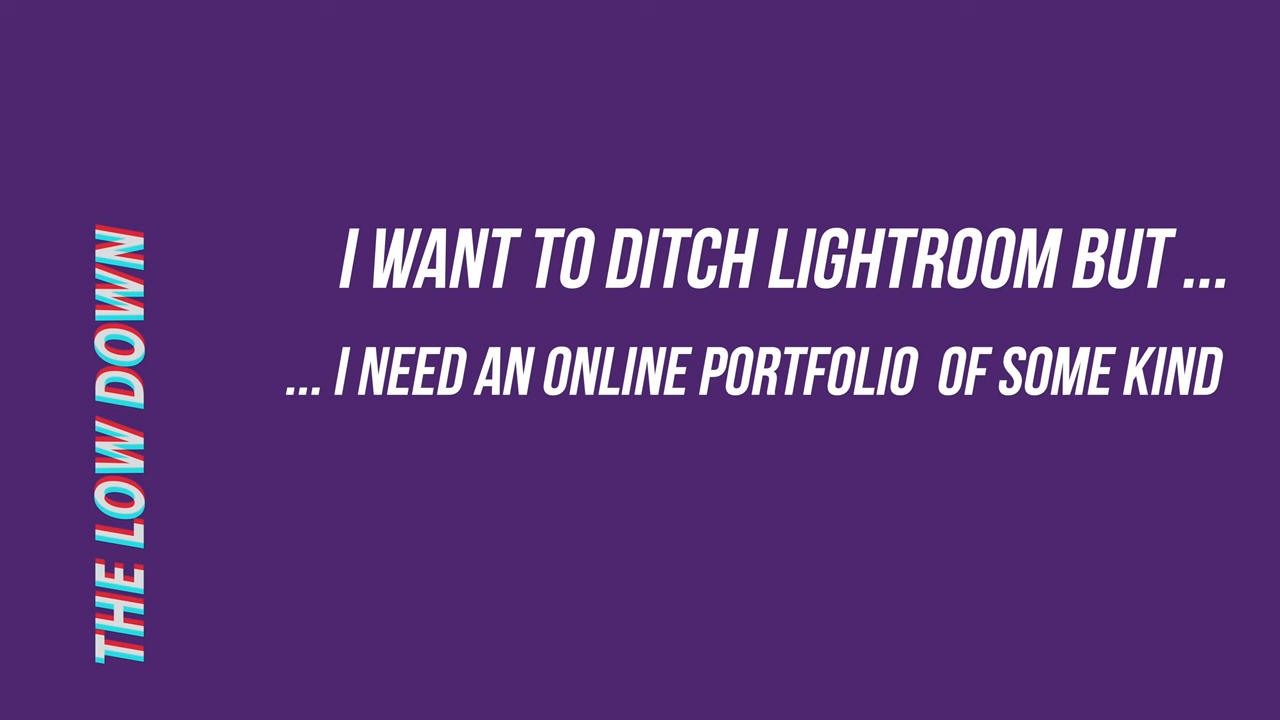 THE LOW DOWN
I WANT TO DITCH LIGHTROOM BUT ...
... I NEED AN ONLINE PORTFOLIO OF SOME KIND